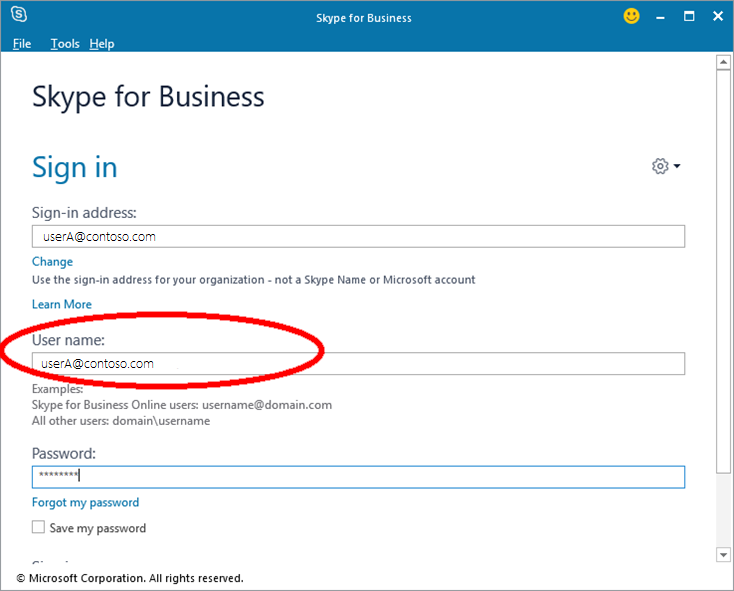 Skype for Business
File Tools Help
Skype for Business
Sign in
Sign-in address:
userA@contoso.com
Change
Use the sign-in address for your organization - not a Skype Name or Microsoft account
Learn More
User name:
userA@contoso.com
Examples:
Skype for Business Online users: username@domain.com
All other users: domain\username
Password:
********
Forgot my password
Save my password
© Microsoft Corporation. All rights reserved.